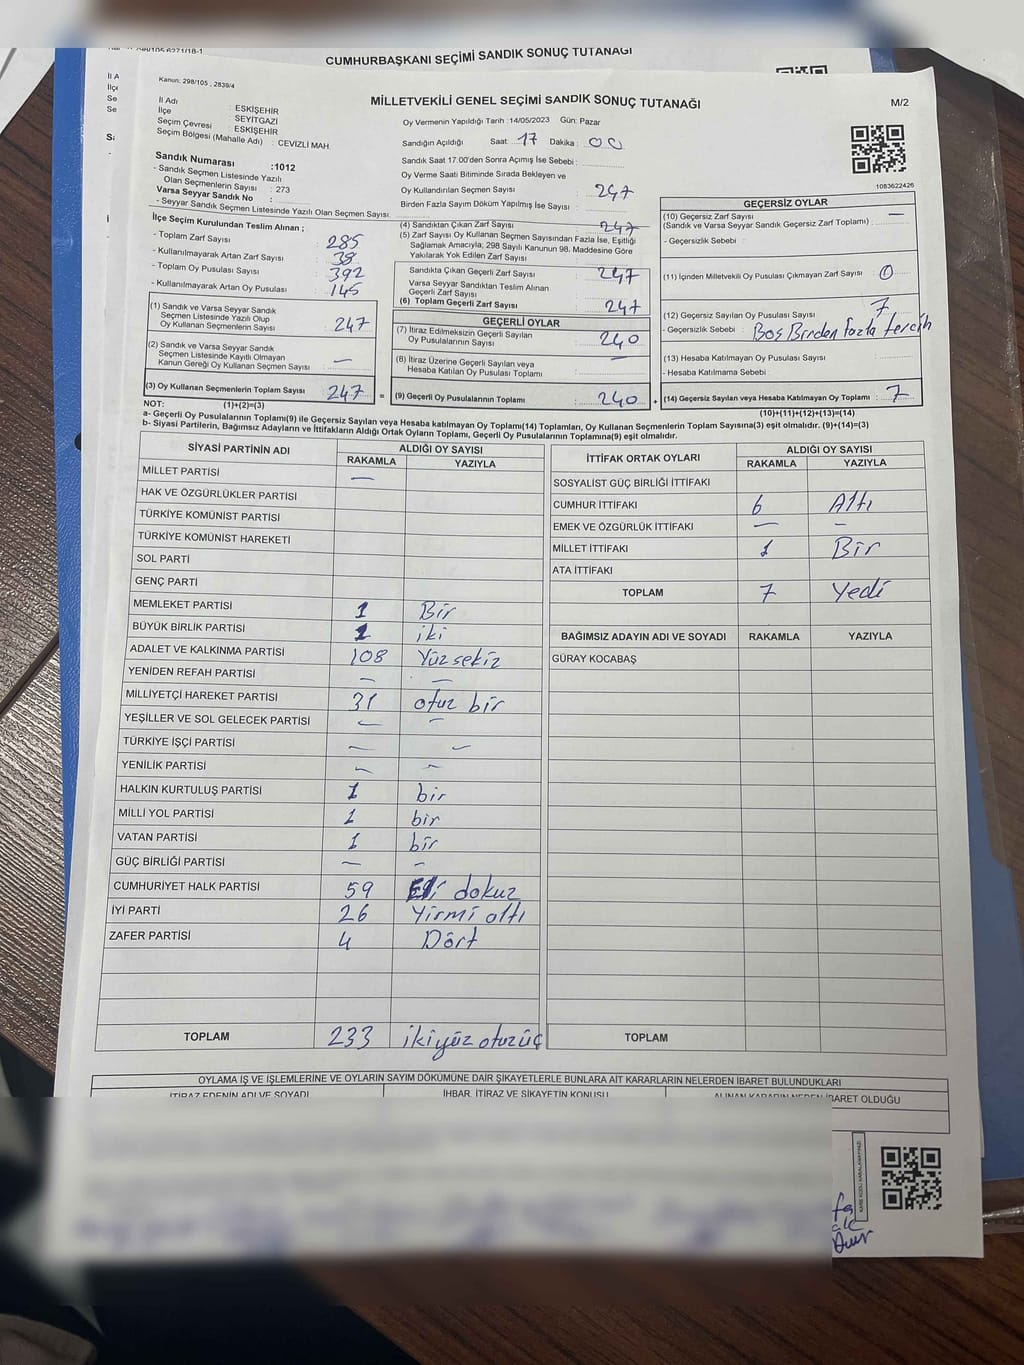 CUMHURBAŞKANI SEÇİMİ SANDIK SONUÇ TUTANAĞI
Kanun: 298/105 , 2839/4
MİLLETVEKİLİ GENEL SEÇİMİ SANDIK SONUÇ TUTANAĞI
M/2
İl Adı : ESKİŞEHİR
İlçe : SEYİTGAZİ
Seçim Çevresi : ESKİŞEHİR
Seçim Bölgesi (Mahalle Adı) : CEVİZLİ MAH.
Oy Vermenin Yapıldığı Tarih :14/05/2023 Gün: Pazar
Sandığın Açıldığı Saat: 17 Dakika: 00
Sandık Saat 17:00'den Sonra Açımış İse Sebebi :
Oy Verme Saati Bitiminde Sırada Bekleyen ve
Oy Kullandırılan Seçmen Sayısı : 247
Birden Fazla Sayım Döküm Yapılmış İse Sayısı :
1083622426
Sandık Numarası :1012
- Sandık Seçmen Listesinde Yazılı
Olan Seçmenlerin Sayısı : 273
Varsa Seyyar Sandık No :
- Seyyar Sandık Seçmen Listesinde Yazılı Olan Seçmen Sayısı:
İlçe Seçim Kurulundan Teslim Alınan ;
- Toplam Zarf Sayısı : 285
- Kullanılmayarak Artan Zarf Sayısı : 38
- Toplam Oy Pusulası Sayısı : 392
- Kullanılmayarak Artan Oy Pusulası : 145
(1) Sandık ve Varsa Seyyar Sandık
Seçmen Listesinde Yazılı Olup
Oy Kullanan Seçmenlerin Sayısı : 247
(2) Sandık ve Varsa Seyyar Sandık
Seçmen Listesinde Kayıtlı Olmayan
Kanun Gereği Oy Kullanan Seçmen Sayısı : —
(3) Oy Kullanan Seçmenlerin Toplam Sayısı : 247 =
(4) Sandıktan Çıkan Zarf Sayısı : 247
(5) Zarf Sayısı Oy Kullanan Seçmen Sayısından Fazla İse, Eşitliği
Sağlamak Amacıyla; 298 Sayılı Kanunun 98. Maddesine Göre
Yakılarak Yok Edilen Zarf Sayısı :
Sandıkta Çıkan Geçerli Zarf Sayısı : 247
Varsa Seyyar Sandıktan Teslim Alınan
Geçerli Zarf Sayısı :
(6) Toplam Geçerli Zarf Sayısı : 247
GEÇERLİ OYLAR
(7) İtiraz Edilmeksizin Geçerli Sayılan
Oy Pusulalarının Sayısı : 240
(8) İtiraz Üzerine Geçerli Sayılan veya
Hesaba Katılan Oy Pusulası Toplamı : —
(9) Geçerli Oy Pusulalarının Toplamı : 240 +
GEÇERSİZ OYLAR
(10) Geçersiz Zarf Sayısı : —
(Sandık ve Varsa Seyyar Sandık Geçersiz Zarf Toplamı)
- Geçersizlik Sebebi :
(11) İçinden Milletvekili Oy Pusulası Çıkmayan Zarf Sayısı :
(12) Geçersiz Sayılan Oy Pusulası Sayısı : 7
- Geçersizlik Sebebi : Boş Birden fazla tercih
(13) Hesaba Katılmayan Oy Pusulası Sayısı :
- Hesaba Katılmama Sebebi :
(14) Geçersiz Sayılan veya Hesaba Katılmayan Oy Toplamı : 7
NOT: (1)+(2)=(3)
(10)+(11)+(12)+(13)=(14)
a- Geçerli Oy Pusulalarının Toplamı(9) ile Geçersiz Sayılan veya Hesaba katılmayan Oy Toplamı(14) Toplamları, Oy Kullanan Seçmenlerin Toplam Sayısına(3) eşit olmalıdır. (9)+(14)=(3)
b- Siyasi Partilerin, Bağımsız Adayların ve İttifakların Aldığı Ortak Oyların Toplamı, Geçerli Oy Pusulalarının Toplamına(9) eşit olmalıdır.
SİYASİ PARTİNİN ADI ALDIĞI OY SAYISI
RAKAMLA YAZIYLA
MİLLET PARTİSİ —
HAK VE ÖZGÜRLÜKLER PARTİSİ
TÜRKİYE KOMÜNİST PARTİSİ
TÜRKİYE KOMÜNİST HAREKETİ
SOL PARTİ
GENÇ PARTİ
MEMLEKET PARTİSİ 1 Bir
BÜYÜK BİRLİK PARTİSİ iki
ADALET VE KALKINMA PARTİSİ 108 Yüz sekiz
YENİDEN REFAH PARTİSİ — —
MİLLİYETÇİ HAREKET PARTİSİ 31 otuz bir
YEŞİLLER VE SOL GELECEK PARTİSİ — —
TÜRKİYE İŞÇİ PARTİSİ — —
YENİLİK PARTİSİ — —
HALKIN KURTULUŞ PARTİSİ 1 bir
MİLLİ YOL PARTİSİ 1 bir
VATAN PARTİSİ 1 bir
GÜÇ BİRLİĞİ PARTİSİ — —
CUMHURİYET HALK PARTİSİ 59 Elli dokuz
İYİ PARTİ 26 Yirmi altı
ZAFER PARTİSİ 4 Dört
TOPLAM 233 ikiyüz otuzüç
İTTİFAK ORTAK OYLARI ALDIĞI OY SAYISI
RAKAMLA YAZIYLA
SOSYALİST GÜÇ BİRLİĞİ İTTİFAKI
CUMHUR İTTİFAKI 6 Altı
EMEK VE ÖZGÜRLÜK İTTİFAKI — —
MİLLET İTTİFAKI 1 Bir
ATA İTTİFAKI
TOPLAM 7 Yedi
BAĞIMSIZ ADAYIN ADI VE SOYADI RAKAMLA YAZIYLA
GÜRAY KOCABAŞ
TOPLAM
OYLAMA İŞ VE İŞLEMLERİNE VE OYLARIN SAYIM DÖKÜMÜNE DAİR ŞİKAYETLERLE BUNLARA AİT KARARLARIN NELERDEN İBARET BULUNDUKLARI
İTİRAZ EDENİN ADI VE SOYADI İHBAR, İTİRAZ VE ŞİKAYETİN KONUSU ALINAN KARARIN NEDEN İBARET OLDUĞU